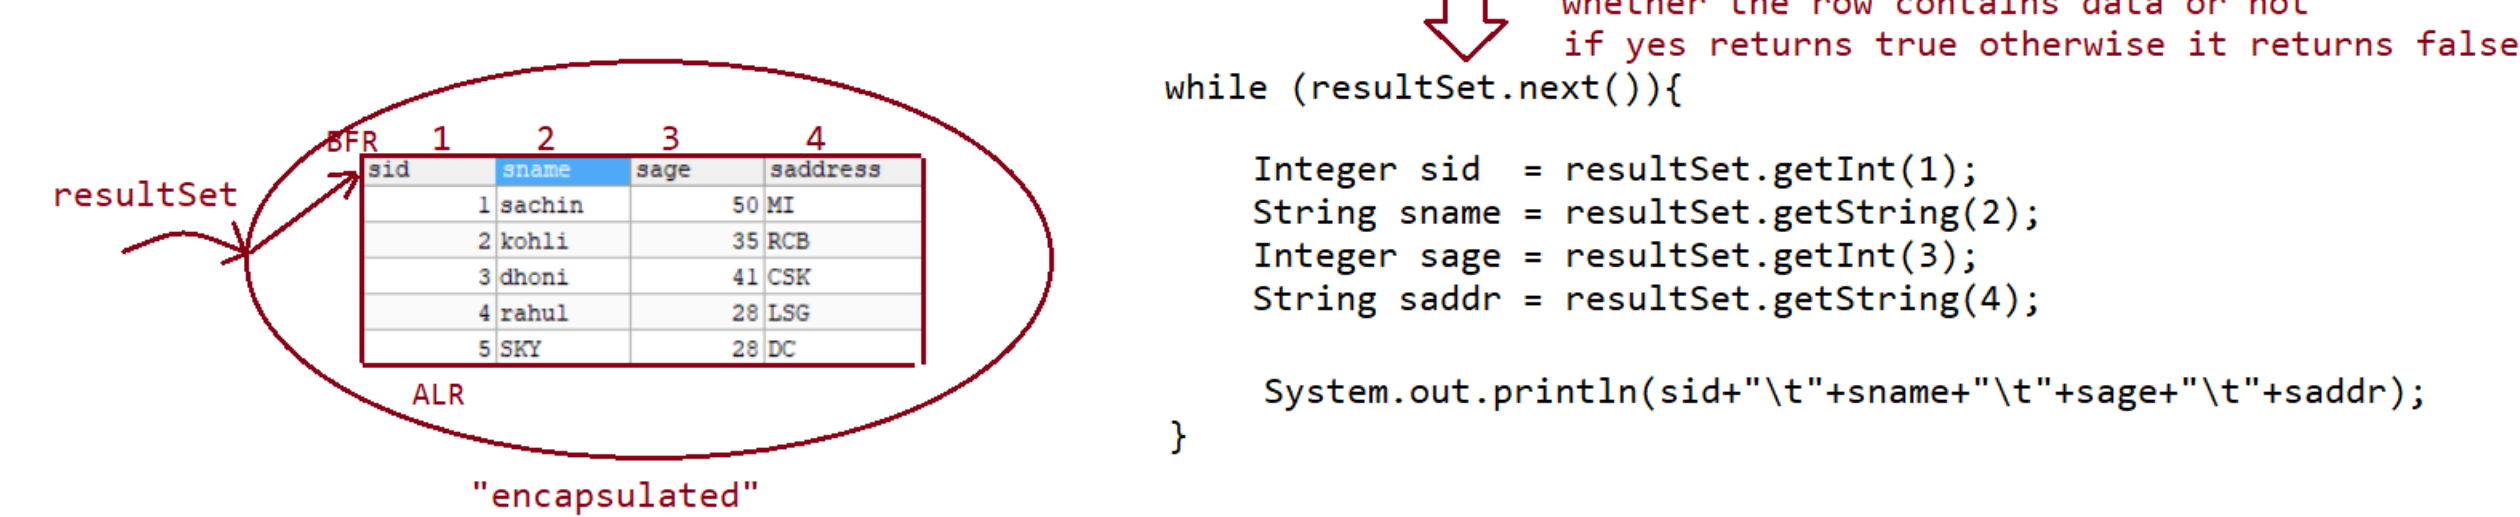 BFR 1 2 3 4
resultSet
sid sname sage saddress
1 sachin 50 MI
2 kohli 35 RCB
3 dhoni 41 CSK
4 rahul 28 LSG
5 SKY 28 DC
ALR
"encapsulated"
whether the row contains data or not
if yes returns true otherwise it returns false
while (resultSet.next()){
Integer sid  = resultSet.getInt(1);
String sname = resultSet.getString(2);
Integer sage = resultSet.getInt(3);
String saddr = resultSet.getString(4);
System.out.println(sid+"\t"+sname+"\t"+sage+"\t"+saddr);
}